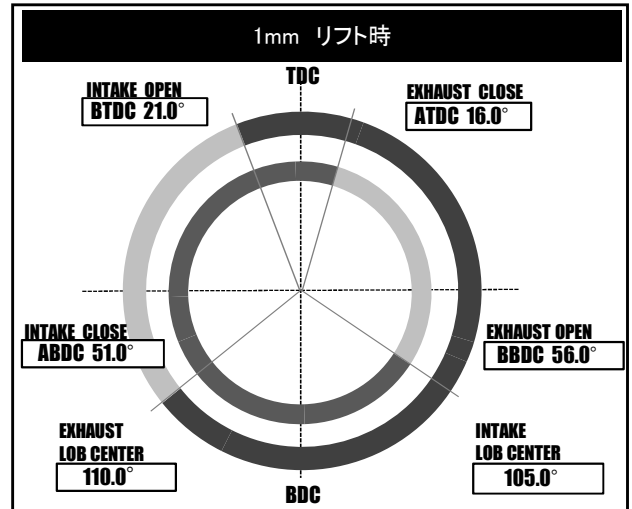 1mm リフト時
TDC
INTAKE OPEN
BTDC 21.0°
EXHAUST CLOSE
ATDC 16.0°
INTAKE CLOSE
ABDC 51.0°
EXHAUST OPEN
BBDC 56.0°
EXHAUST
LOB CENTER
110.0°
INTAKE
LOB CENTER
105.0°
BDC